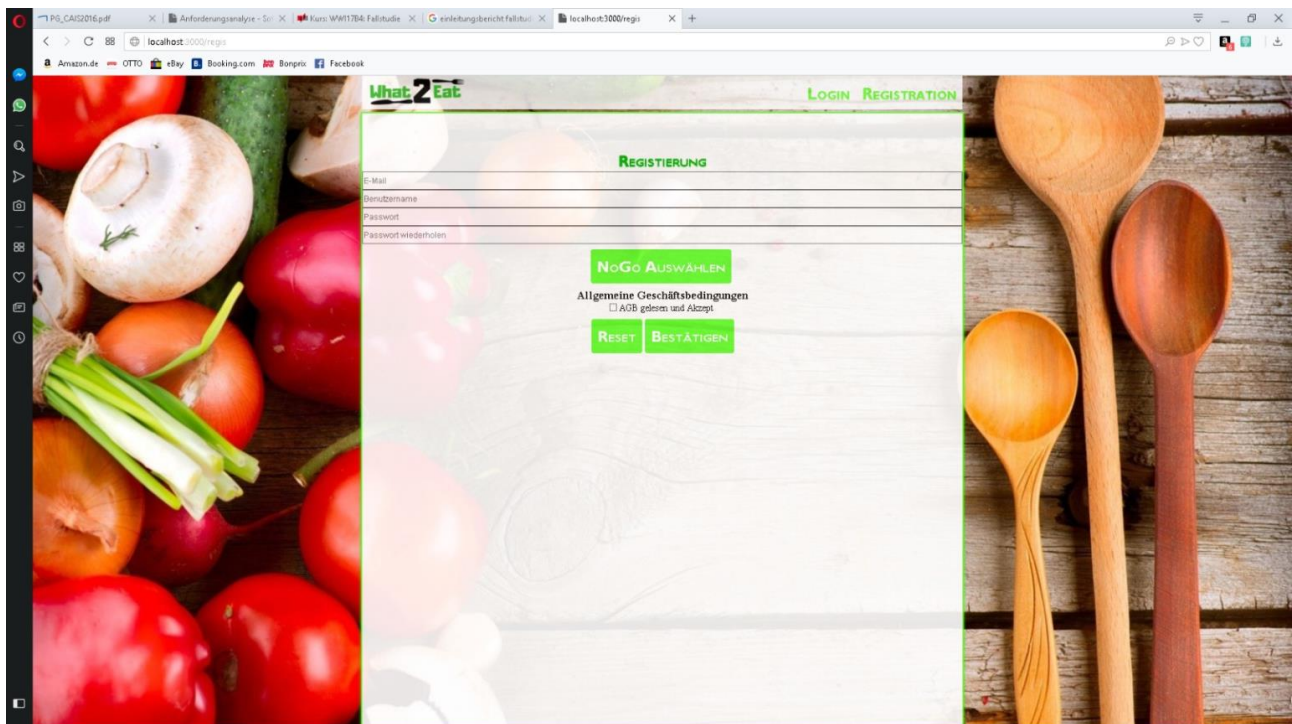 PG_CAIS2016.pdf
Anforderungsanalyse – So
Kurs: WWI17B4: Fallstudie
einleitungsbericht fallstud
localhost:3000/regis
localhost:3000/regis
Amazon.de
OTTO
eBay
Booking.com
Bonprix
Facebook
What2Eat
Login Registration
Registierung
E-Mail
Benutzername
Passwort
Passwort wiederholen
NoGo Auswählen
Allgemeine Geschäftsbedingungen
AGB gelesen und Akzept
Reset Bestätigen